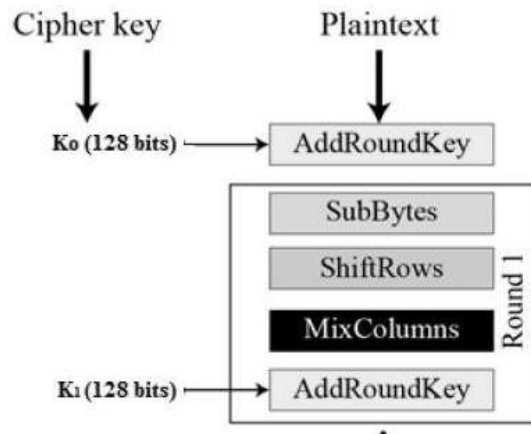 Cipher key Plaintext
K0 (128 bits) AddRoundKey
SubBytes
ShiftRows
MixColumns
Round 1
K1 (128 bits) AddRoundKey